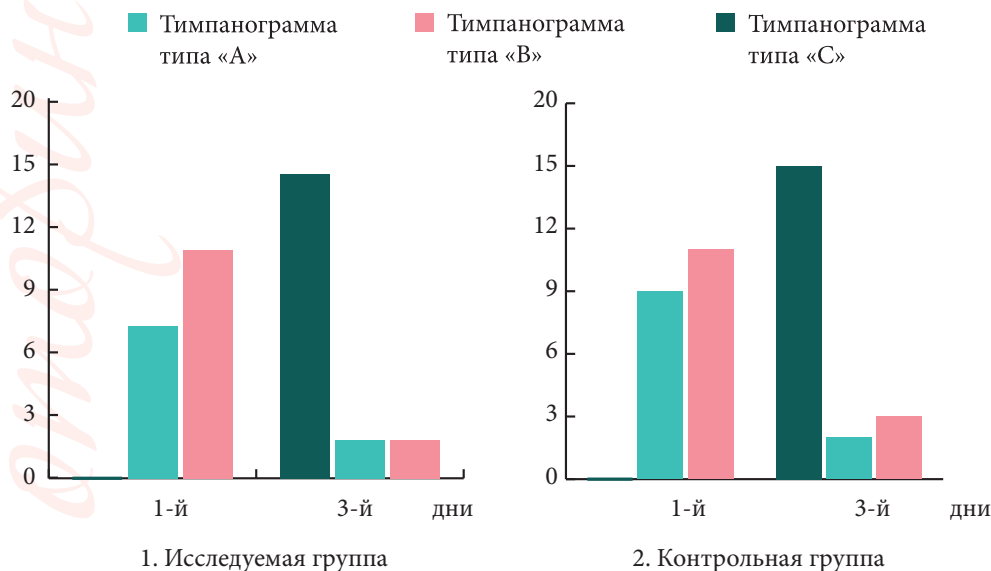 Тимпанограмма
типа «А»
Тимпанограмма
типа «В»
Тимпанограмма
типа «С»
20
15
12
9
6
3
0
1-й 3-й дни
1. Исследуемая группа
20
15
12
9
6
3
0
1-й 3-й дни
2. Контрольная группа